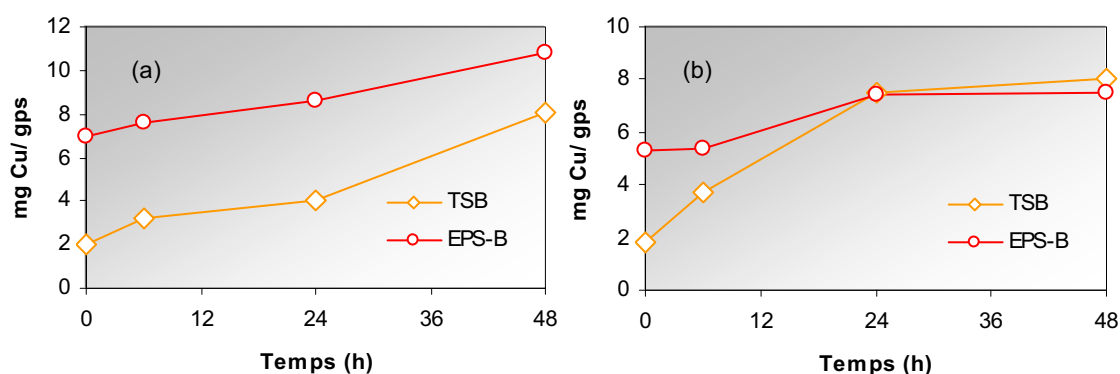 (a)
mg Cu/ gps
12
10
8
6
4
2
0
0 12 24 36 48
Temps (h)
TSB
EPS-B
(b)
mg Cu/ gps
10
8
6
4
2
0
0 12 24 36 48
Temps (h)
TSB
EPS-B